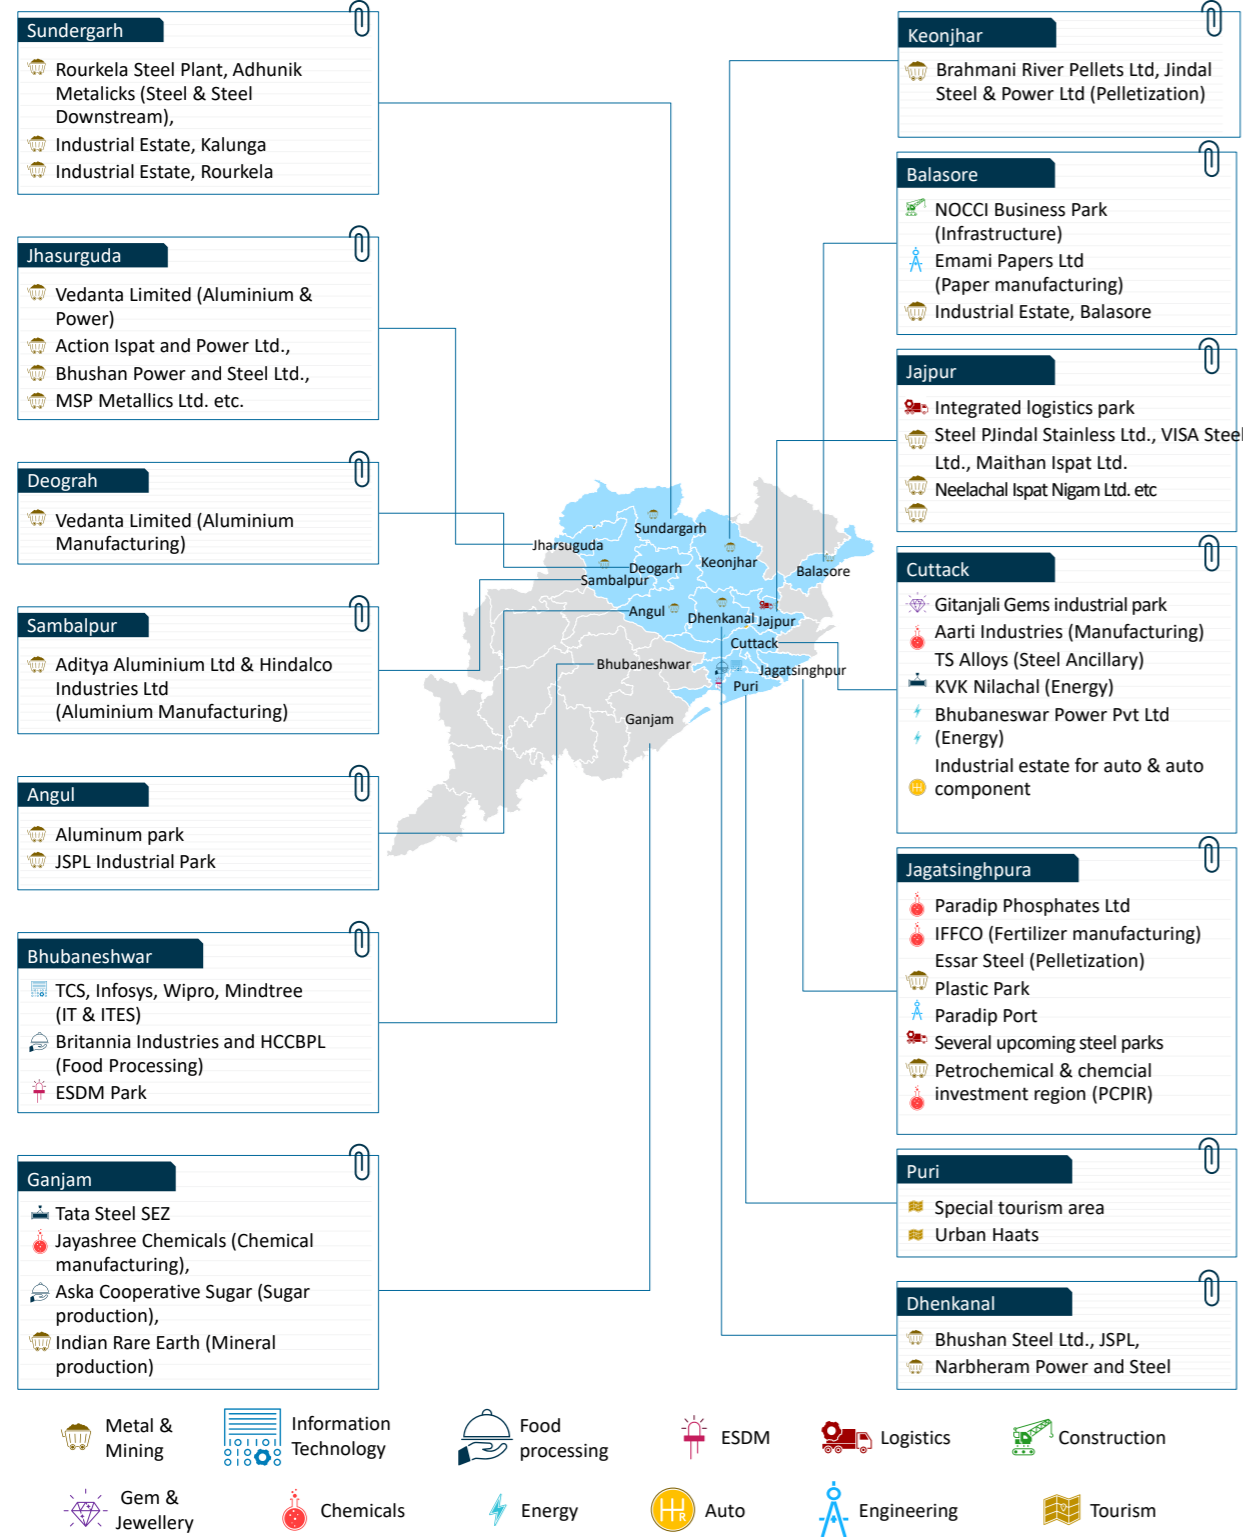 Sundergarh
Rourkela Steel Plant, Adhunik
Metalicks (Steel & Steel
Downstream),
Industrial Estate, Kalunga
Industrial Estate, Rourkela
Jhasurguda
Vedanta Limited (Aluminium &
Power)
Action Ispat and Power Ltd.,
Bhushan Power and Steel Ltd.,
MSP Metallics Ltd. etc.
Deograh
Vedanta Limited (Aluminium
Manufacturing)
Sambalpur
Aditya Aluminium Ltd & Hindalco
Industries Ltd
(Aluminium Manufacturing)
Angul
Aluminum park
JSPL Industrial Park
Bhubaneshwar
TCS, Infosys, Wipro, Mindtree
(IT & ITES)
Britannia Industries and HCCBPL
(Food Processing)
ESDM Park
Ganjam
Tata Steel SEZ
Jayashree Chemicals (Chemical
manufacturing),
Aska Cooperative Sugar (Sugar
production),
Indian Rare Earth (Mineral
production)
Sundargarh
Jharsuguda
Keonjhar
Deogarh
Balasore
Sambalpur
Angul
Dhenkanal
Jajpur
Cuttack
Bhubaneshwar
Jagatsinghpur
Puri
Ganjam
Keonjhar
Brahmani River Pellets Ltd, Jindal
Steel & Power Ltd (Pelletization)
Balasore
NOCCI Business Park
(Infrastructure)
Emami Papers Ltd
(Paper manufacturing)
Industrial Estate, Balasore
Jajpur
Integrated logistics park
Steel PJindal Stainless Ltd., VISA Steel
Ltd., Maithan Ispat Ltd.
Neelachal Ispat Nigam Ltd. etc
Cuttack
Gitanjali Gems industrial park
Aarti Industries (Manufacturing)
TS Alloys (Steel Ancillary)
KVK Nilachal (Energy)
Bhubaneswar Power Pvt Ltd
(Energy)
Industrial estate for auto & auto
component
Jagatsinghpura
Paradip Phosphates Ltd
IFFCO (Fertilizer manufacturing)
Essar Steel (Pelletization)
Plastic Park
Paradip Port
Several upcoming steel parks
Petrochemical & chemcial
investment region (PCPIR)
Puri
Special tourism area
Urban Haats
Dhenkanal
Bhushan Steel Ltd., JSPL,
Narbheram Power and Steel
Metal &
Mining
Information
Technology
Food
processing
ESDM
Logistics
Construction
Gem &
Jewellery
Chemicals
Energy
Auto
Engineering
Tourism